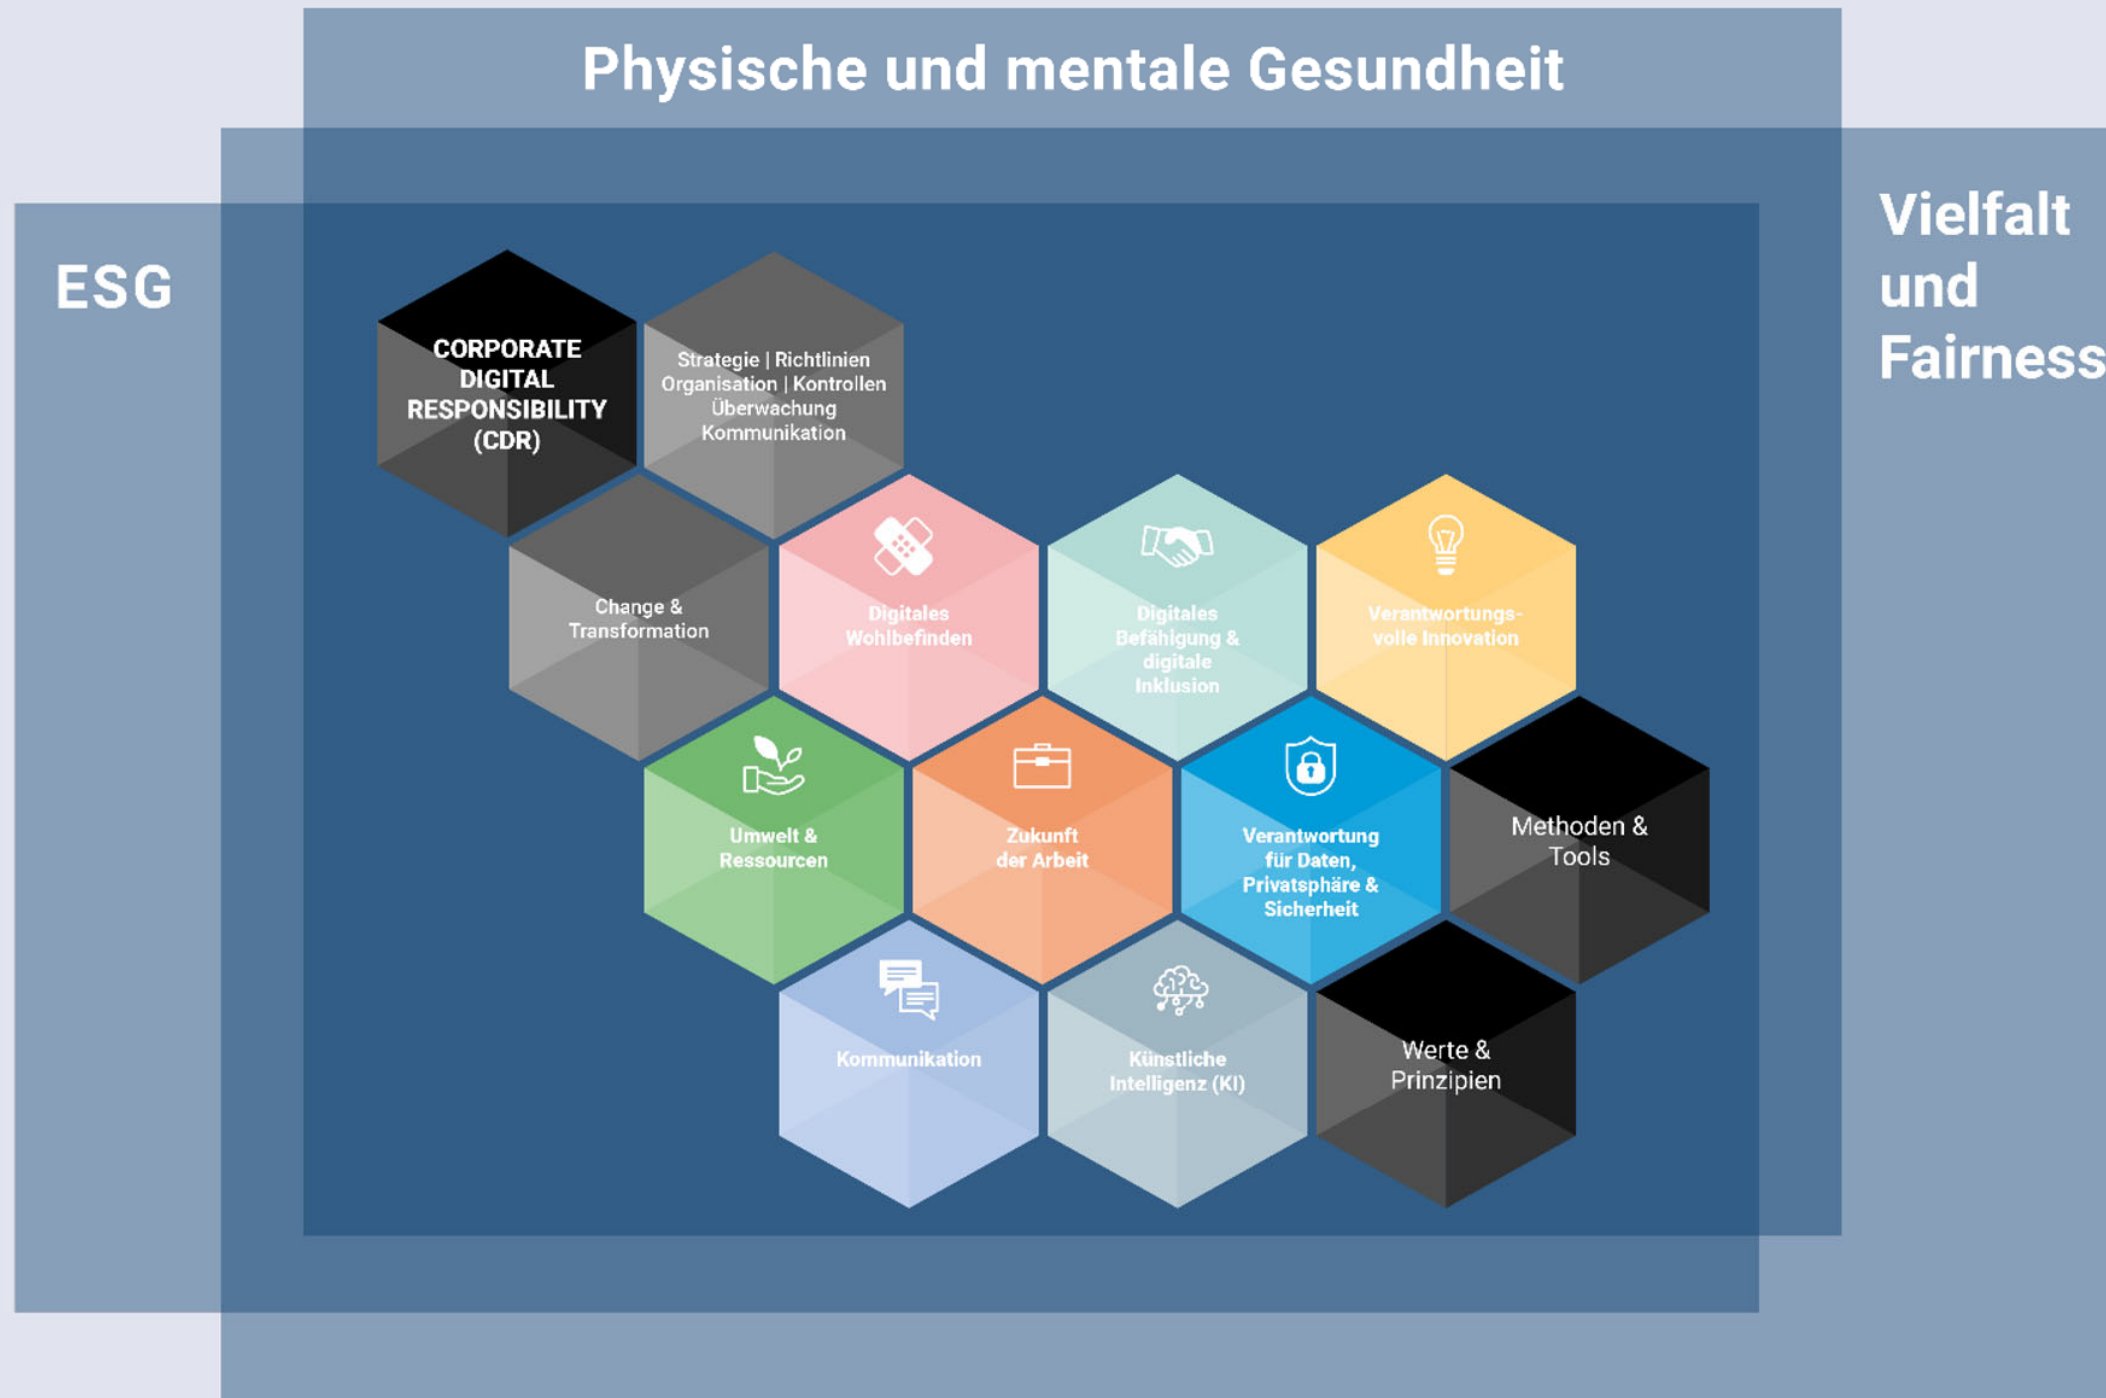 Physische und mentale Gesundheit
ESG
Vielfalt
und
Fairness
CORPORATE
DIGITAL
RESPONSIBILITY
(CDR)
Strategie | Richtlinien
Organisation | Kontrollen
Überwachung
Kommunikation
Change &
Transformation
Digitales
Wohlbefinden
Digitales
Befähigung &
digitale
Inklusion
Verantwortungs-
volle Innovation
Umwelt &
Ressourcen
Zukunft
der Arbeit
Verantwortung
für Daten,
Privatsphäre &
Sicherheit
Methoden &
Tools
Kommunikation
Künstliche
Intelligenz (KI)
Werte &
Prinzipien